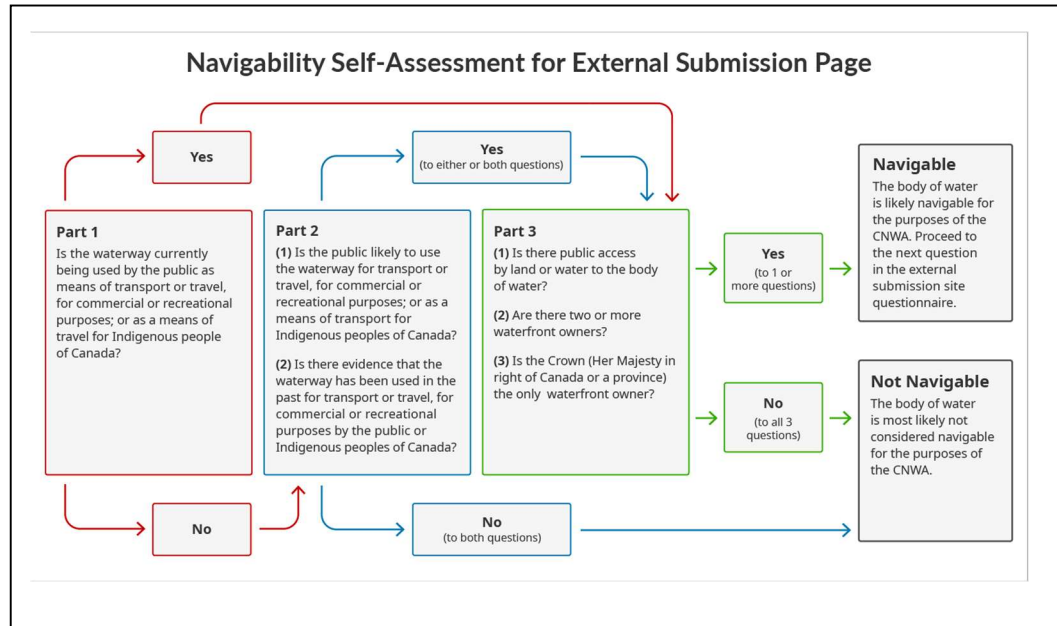 Navigability Self-Assessment for External Submission Page
Yes
Part 1
Is the waterway currently
being used by the public as
means of transport or travel,
for commercial or recreational
purposes; or as a means of
travel for Indigenous people
of Canada?
No
Yes
(to either or both questions)
Part 2
(1) Is the public likely to use
the waterway for transport or
travel, for commercial or
recreational purposes; or as a
means of transport for
Indigenous peoples of Canada?
(2) Is there evidence that the
waterway has been used in the
past for transport or travel, for
commercial or recreational
purposes by the public or
Indigenous peoples of Canada?
No
(to both questions)
Part 3
(1) Is there public access
by land or water to the body
of water?
(2) Are there two or more
waterfront owners?
(3) Is the Crown (Her Majesty in
right of Canada or a province)
the only waterfront owner?
Yes
(to 1 or
more questions)
No
(to all 3
questions)
Navigable
The body of water
is likely navigable for
the purposes of the
CNWA. Proceed to
the next question
in the external
submission site
questionnaire.
Not Navigable
The body of water
is most likely not
considered navigable
for the purposes of
the CNWA.